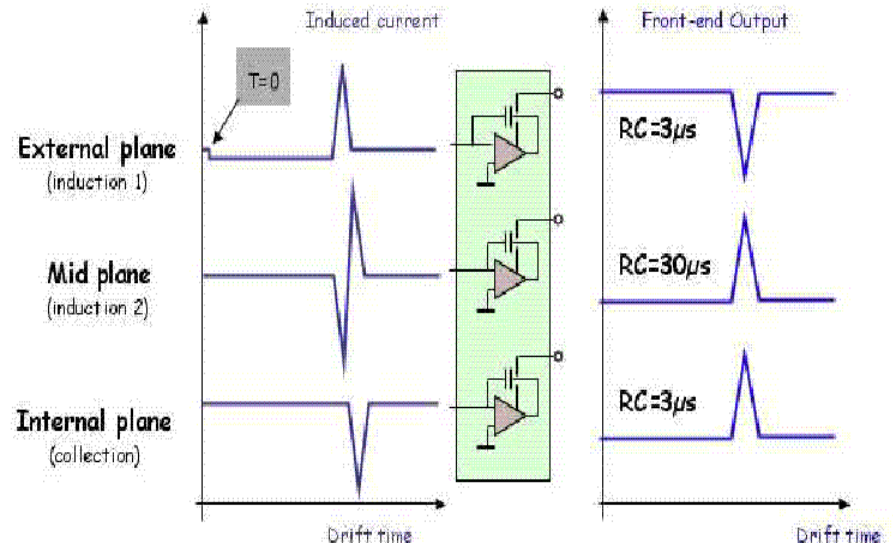 Induced current
Front-end Output
T=0
RC=3µs
External plane
(induction 1)
Mid plane
(induction 2)
RC=30µs
Internal plane
(collection)
RC=3µs
Drift time
Drift time